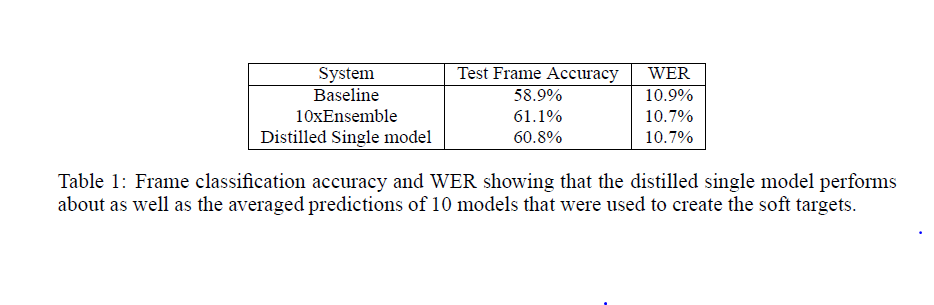 System Test Frame Accuracy WER
Baseline 58.9% 10.9%
10xEnsemble 61.1% 10.7%
Distilled Single model 60.8% 10.7%
Table 1: Frame classification accuracy and WER showing that the distilled single model performs
about as well as the averaged predictions of 10 models that were used to create the soft targets.